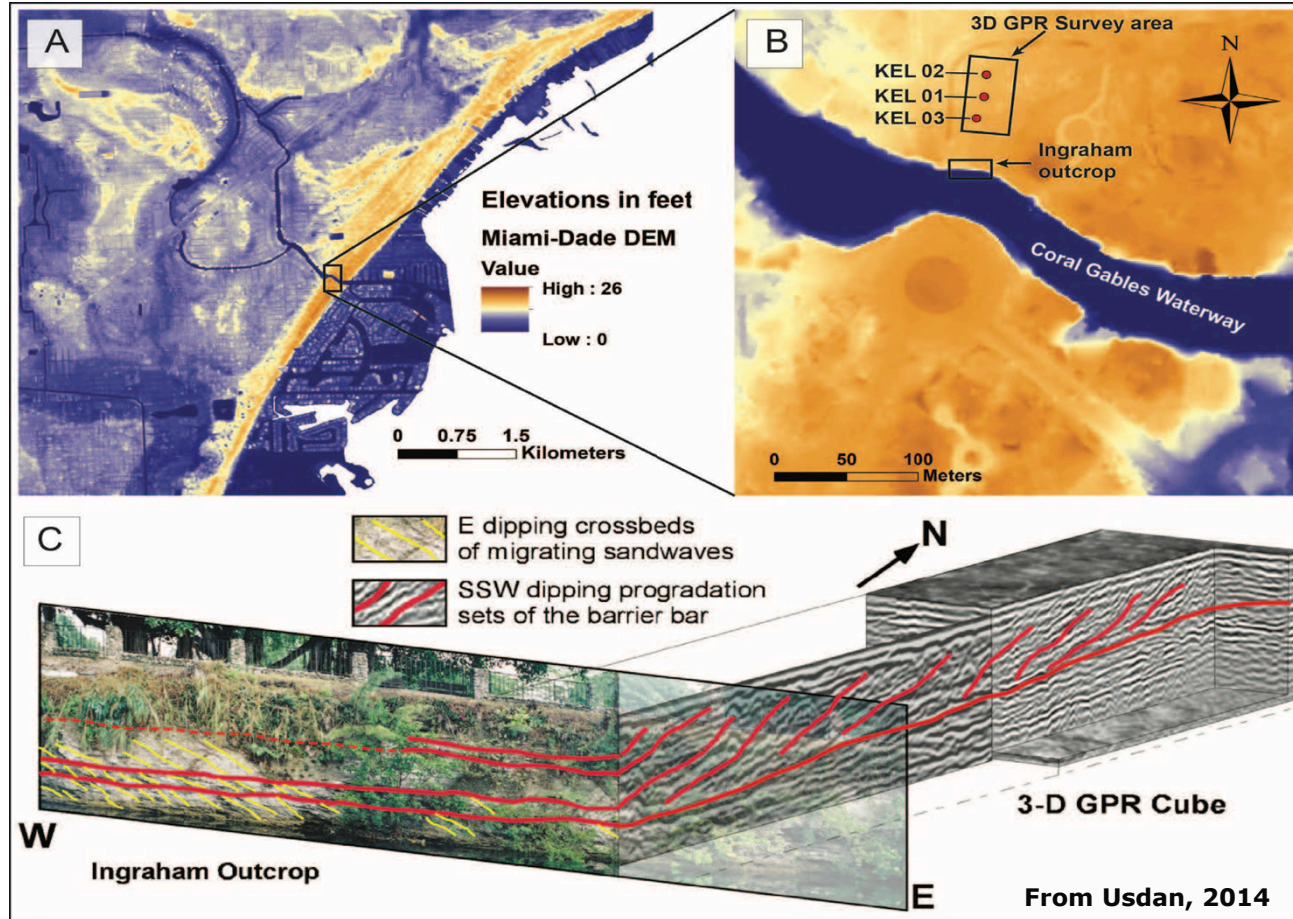 A
Elevations in feet
Miami-Dade DEM
Value
High : 26
Low : 0
0 0.75 1.5
Kilometers
B
3D GPR Survey area
N
KEL 02
KEL 01
KEL 03
Ingraham
outcrop
Coral Gables Waterway
0 50 100
Meters
C
E dipping crossbeds
of migrating sandwaves
SSW dipping progradation
sets of the barrier bar
N
W
Ingraham Outcrop
E
3-D GPR Cube
From Usdan, 2014